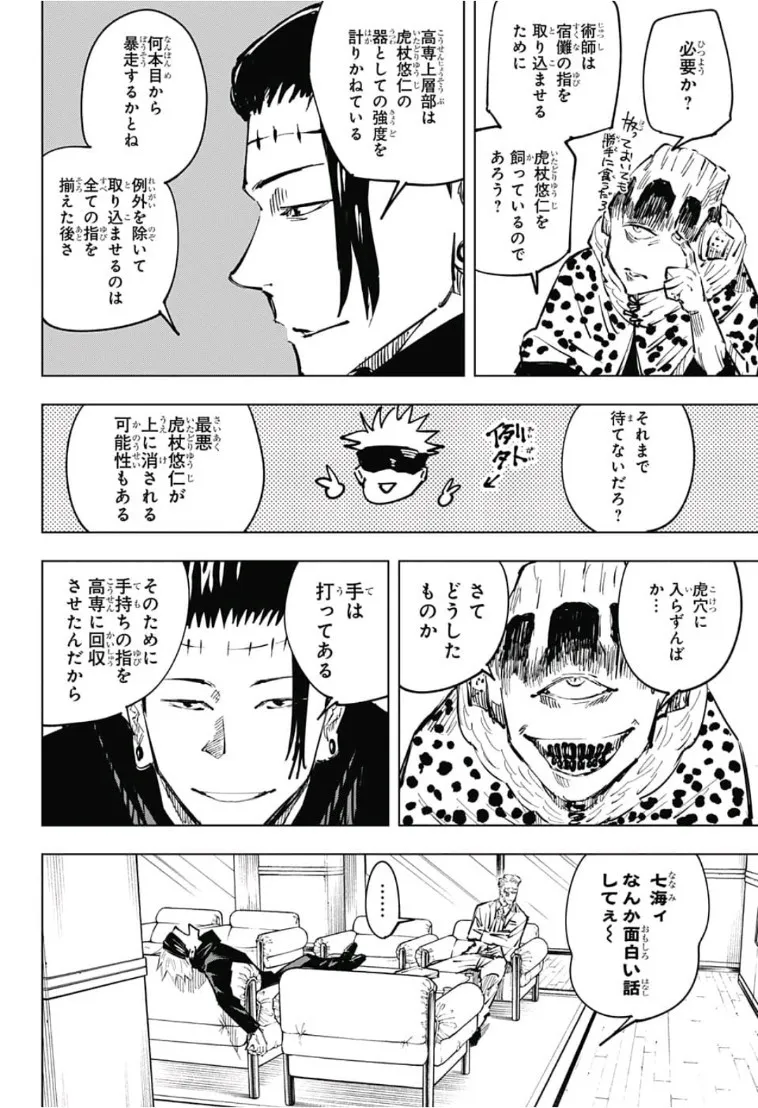 必要か?
術師は
宿儺の指を
取り込ませる
ために
虎杖悠仁を
飼っているので
あろう?
放っておいても
勝手に食うだろ
高専上層部は
虎杖悠仁の
器としての強度を
計りかねている
何本目から
暴走するかとね
例外を除いて
取り込ませるのは
全ての指を
揃えた後さ
それまで
待てないだろ?
例外
最悪
虎杖悠仁が
上に消される
可能性もある
虎穴に
入らずんば
か…
さて
どうした
ものか
手は
打ってある
そのために
手持ちの指を
高専に回収
させたんだから
七海ィ
なんか面白い話
してぇ〜
……